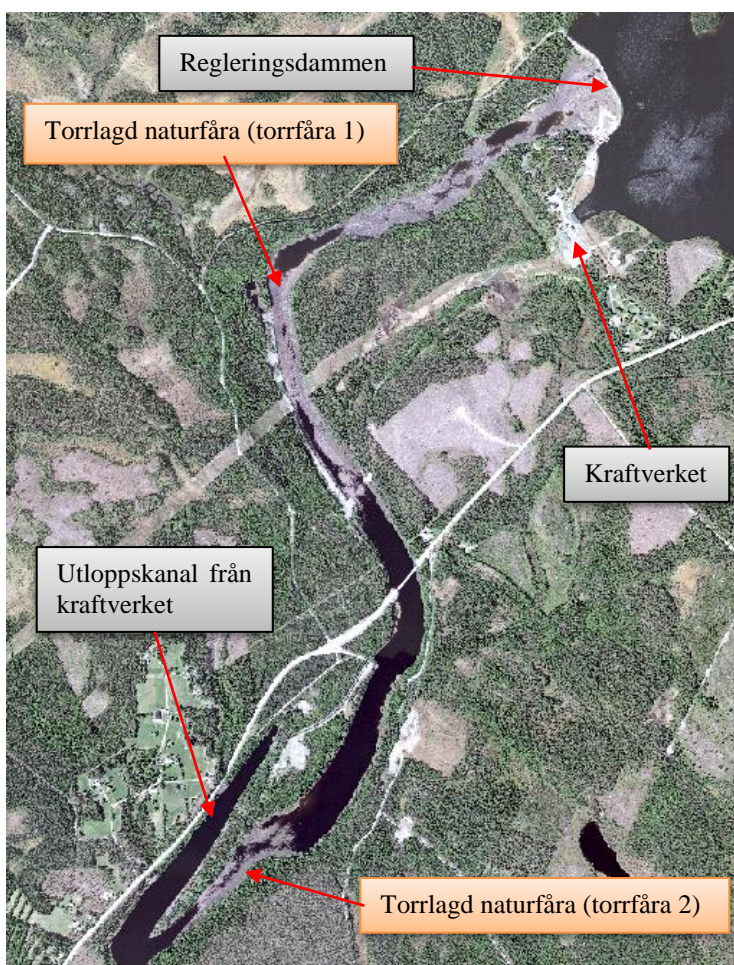 Regleringsdammen
Torrlagd naturfåra (torrfåra 1)
Kraftverket
Utloppskanal från
kraftverket
Torrlagd naturfåra (torrfåra 2)